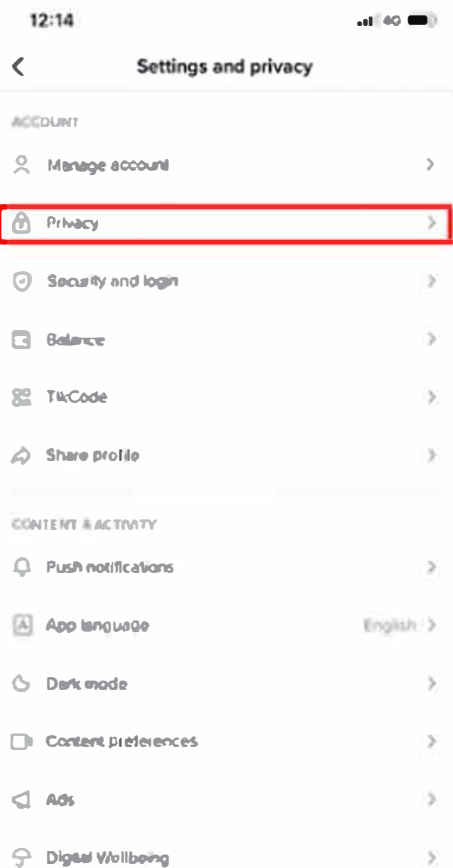 12:14
4G
Settings and privacy
ACCOUNT
Manage account
Privacy
Security and login
Balance
TikCode
Share profile
CONTENT & ACTIVITY
Push notifications
App language English
Dark mode
Content preferences
Ads
Digital Wellbeing